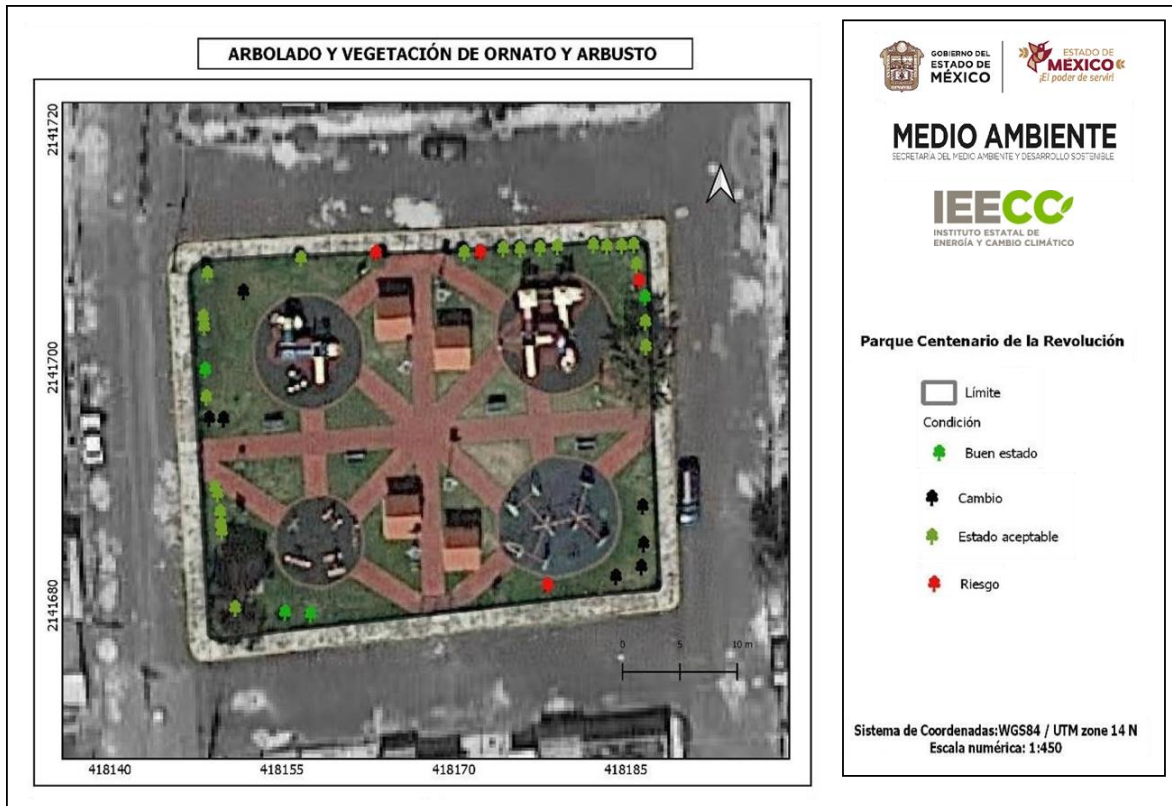 ARBOLADO Y VEGETACIÓN DE ORNATO Y ARBUSTO
2141720
2141700
2141680
418140
418155
418170
418185
0
5
10 m
GOBIERNO DEL
ESTADO DE
MÉXICO
ESTADO DE
MÉXICO
¡El poder de servir!
MEDIO AMBIENTE
SECRETARÍA DEL MEDIO AMBIENTE Y DESARROLLO SOSTENIBLE
IEECC
INSTITUTO ESTATAL DE
ENERGÍA Y CAMBIO CLIMÁTICO
Parque Centenario de la Revolución
Límite
Condición
Buen estado
Cambio
Estado aceptable
Riesgo
Sistema de Coordenadas:WGS84 / UTM zone 14 N
Escala numérica: 1:450